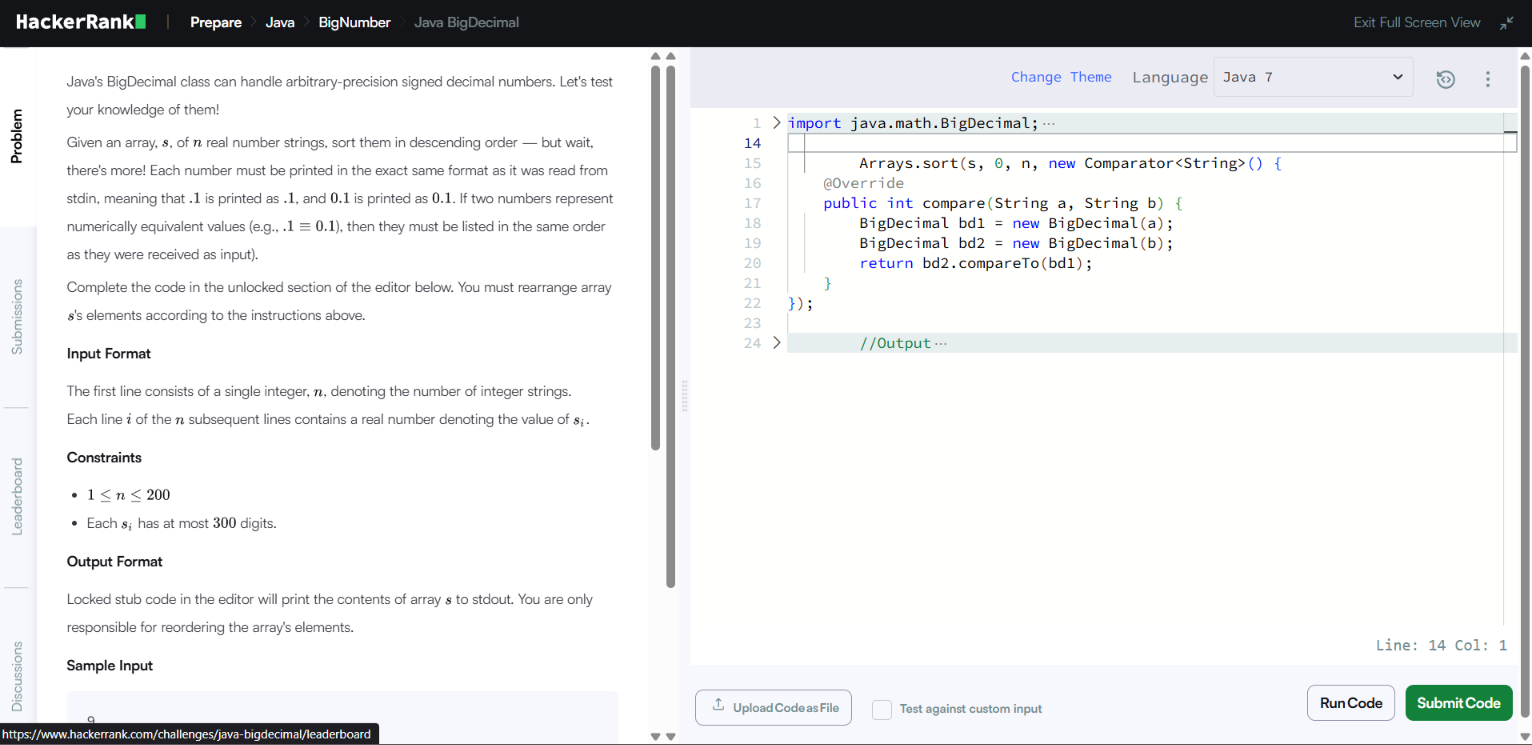 HackerRank | Prepare > Java > BigNumber > Java BigDecimal Exit Full Screen View
Problem
Submissions
Leaderboard
Discussions
Java's BigDecimal class can handle arbitrary-precision signed decimal numbers. Let's test
your knowledge of them!
Given an array, s, of n real number strings, sort them in descending order — but wait,
there's more! Each number must be printed in the exact same format as it was read from
stdin, meaning that .1 is printed as .1, and 0.1 is printed as 0.1. If two numbers represent
numerically equivalent values (e.g., .1 ≡ 0.1), then they must be listed in the same order
as they were received as input).
Complete the code in the unlocked section of the editor below. You must rearrange array
s's elements according to the instructions above.
Input Format
The first line consists of a single integer, n, denoting the number of integer strings.
Each line i of the n subsequent lines contains a real number denoting the value of sᵢ.
Constraints
• 1 ≤ n ≤ 200
• Each sᵢ has at most 300 digits.
Output Format
Locked stub code in the editor will print the contents of array s to stdout. You are only
responsible for reordering the array's elements.
Sample Input
9
https://www.hackerrank.com/challenges/java-bigdecimal/leaderboard
Change Theme Language Java 7
1 import java.math.BigDecimal; ···
14
15 Arrays.sort(s, 0, n, new Comparator<String>() {
16 @Override
17 public int compare(String a, String b) {
18 BigDecimal bd1 = new BigDecimal(a);
19 BigDecimal bd2 = new BigDecimal(b);
20 return bd2.compareTo(bd1);
21 }
22 });
23
24 //Output ···
Line: 14 Col: 1
Upload Code as File
Test against custom input
Run Code
Submit Code